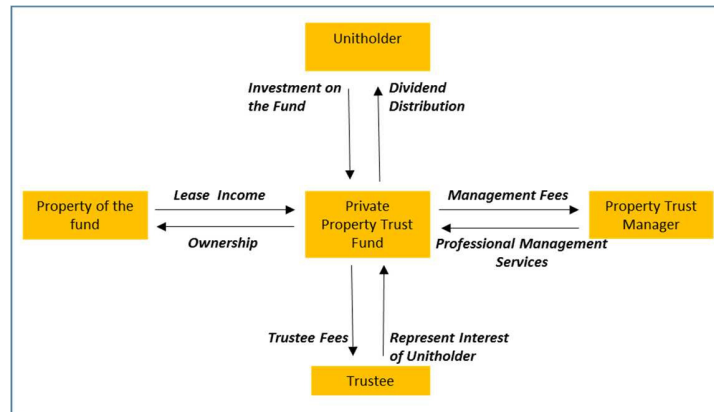 Unitholder
Investment on
the Fund
Dividend
Distribution
Property of the
fund
Lease Income
Ownership
Private
Property Trust
Fund
Management Fees
Professional Management
Services
Property Trust
Manager
Trustee Fees
Represent Interest
of Unitholder
Trustee